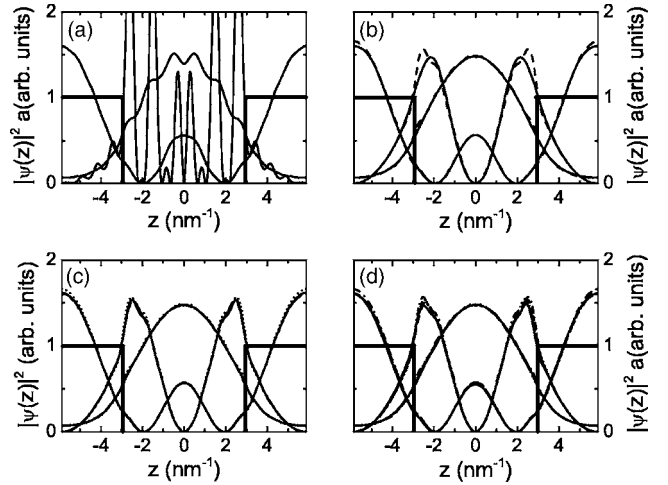 (a)
|ψ(z)|² a(arb. units)
2
1
0
-4 -2 0 2 4
z (nm⁻¹)
(b)
2
1
0
|ψ(z)|² a(arb. units)
-4 -2 0 2 4
z (nm⁻¹)
(c)
|ψ(z)|² (arb. units)
2
1
0
-4 -2 0 2 4
z (nm⁻¹)
(d)
2
1
0
|ψ(z)|² a(arb. units)
-4 -2 0 2 4
z (nm⁻¹)